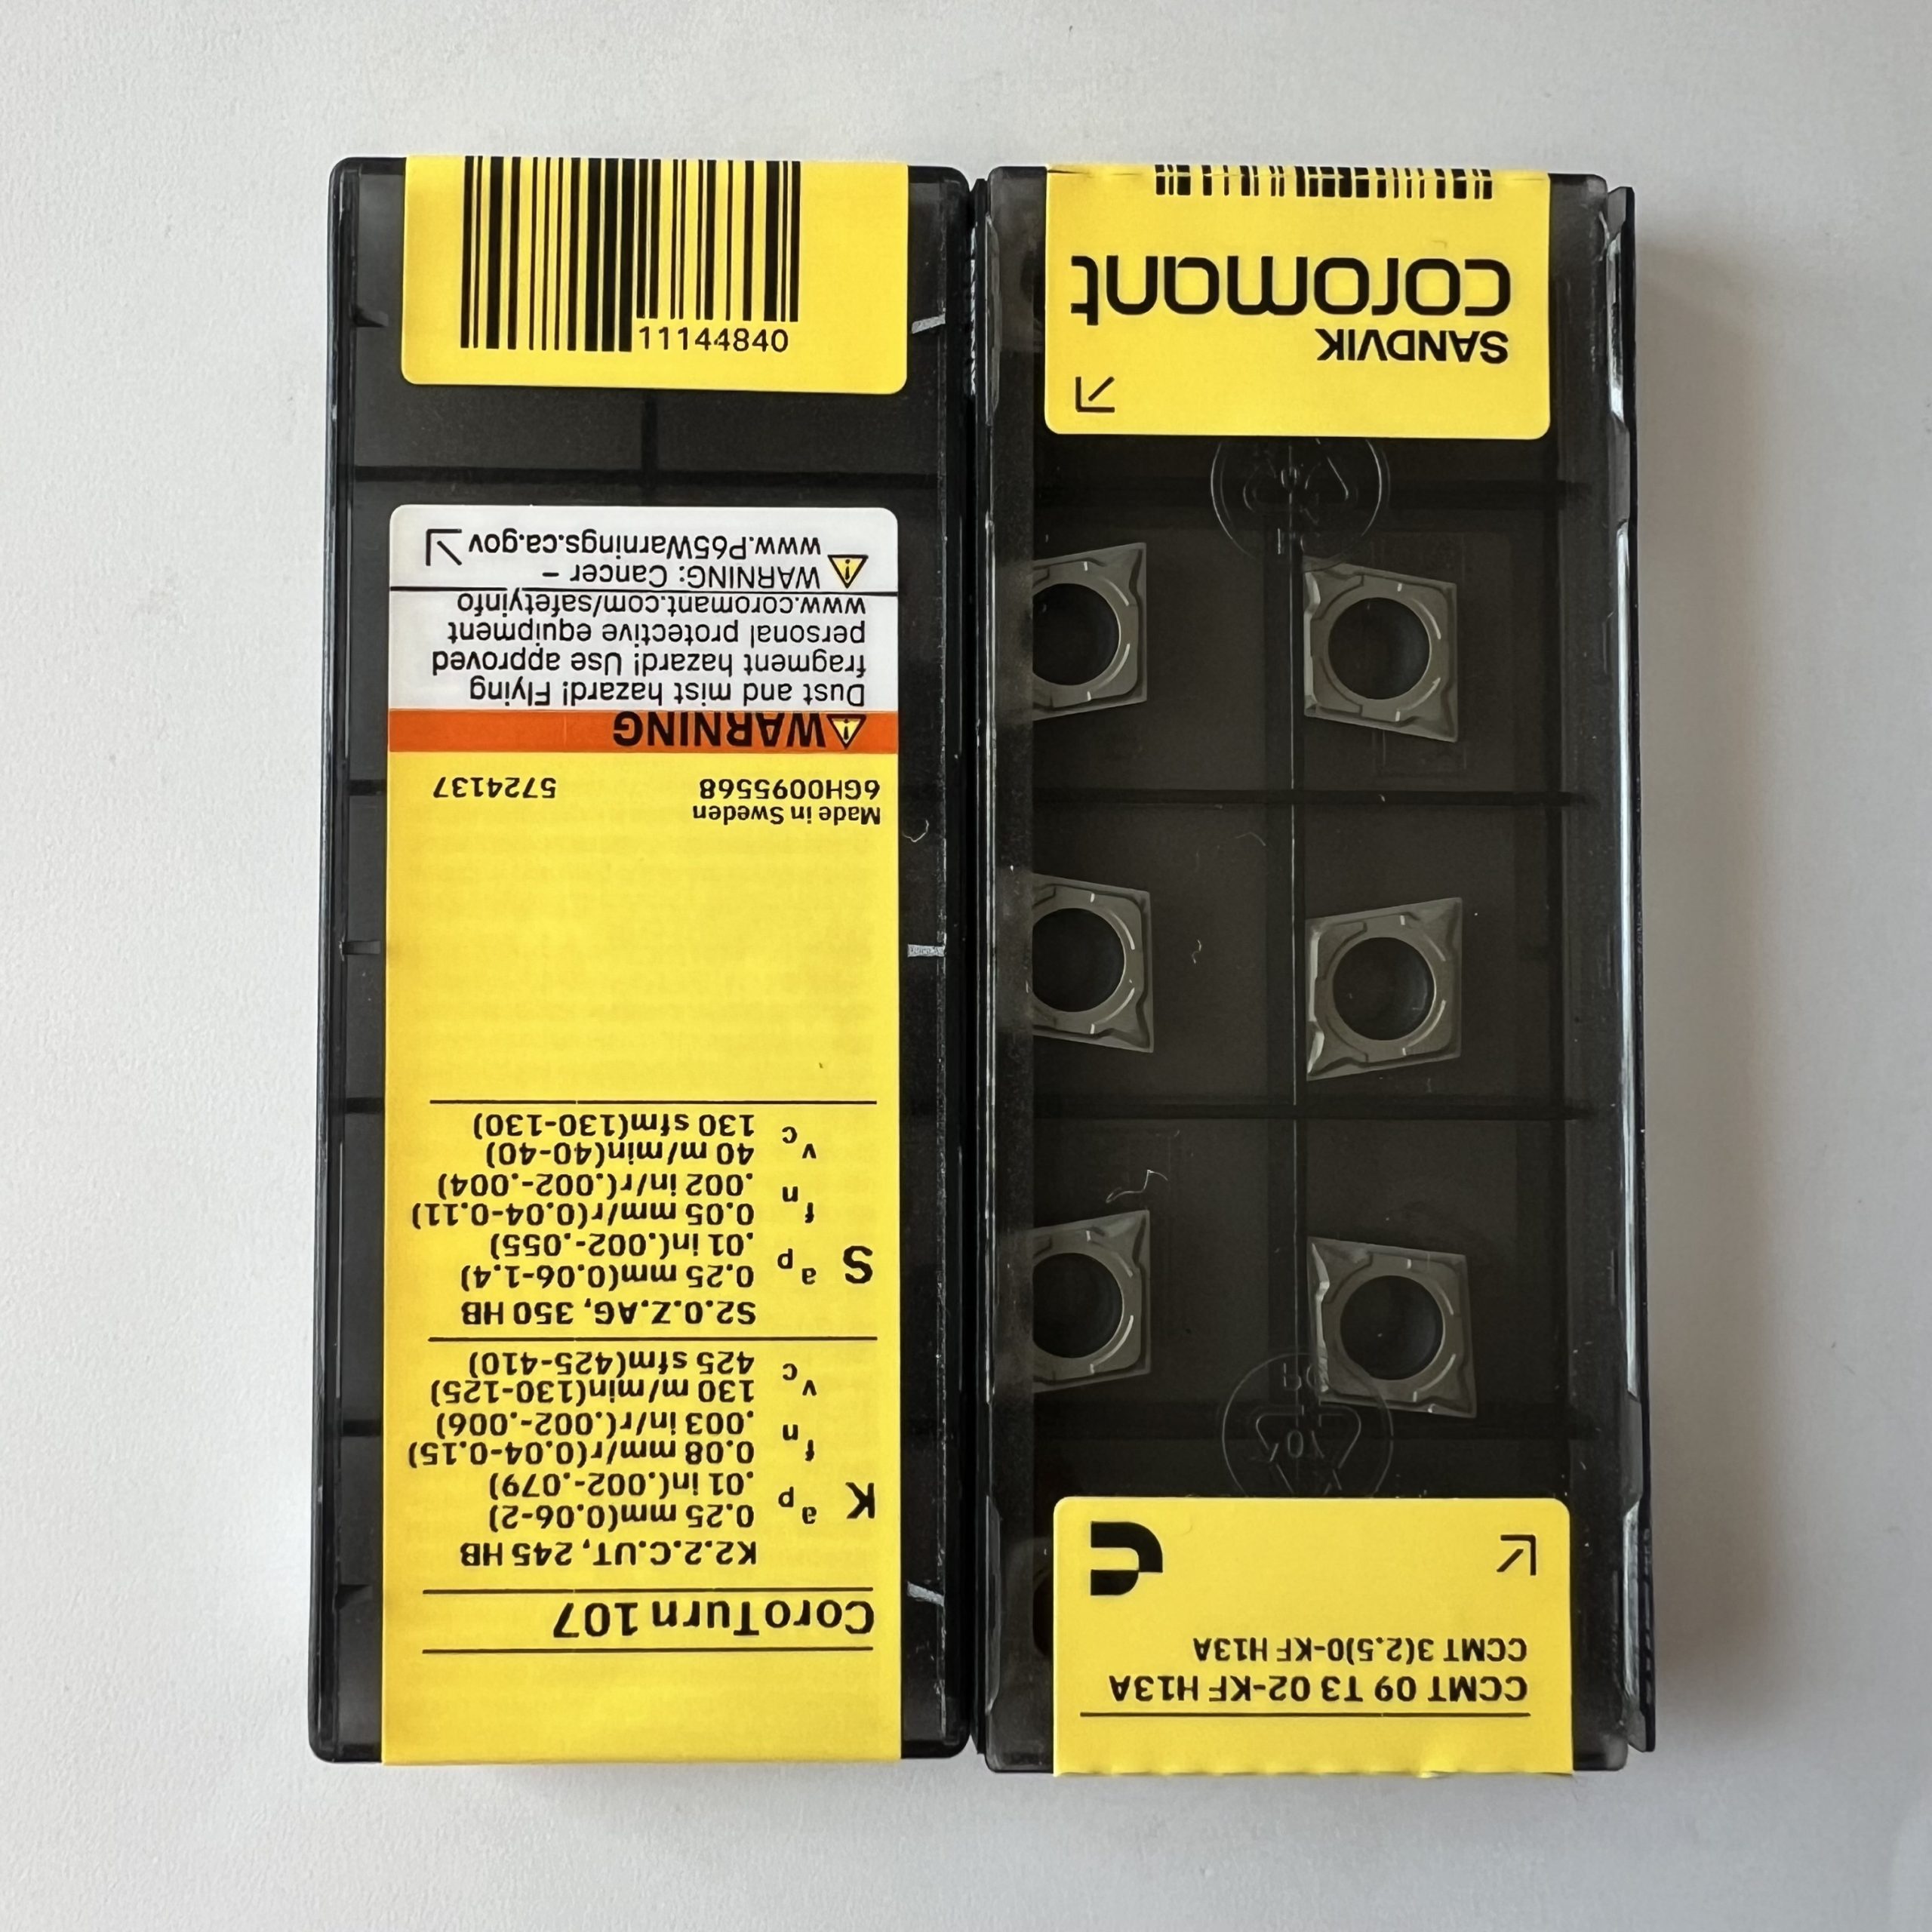 CCMT 09 T3 02-KF H13A
CCMT 3(2.5)0-KF H13A
SANDVIK
coromant
CoroTurn 107
K2.2.C.UT, 245 HB
K ap 0.25 mm(0.06-2)
.01 in(.002-.079)
fn 0.08 mm/r(0.04-0.15)
.003 in/r(.002-.006)
vc 130 m/min(130-125)
425 sfm(425-410)
S2.0.Z.AG, 350 HB
S ap 0.25 mm(0.06-1.4)
.01 in(.002-.055)
fn 0.05 mm/r(0.04-0.11)
.002 in/r(.002-.004)
vc 40 m/min(40-40)
130 sfm(130-130)
Made in Sweden
6GH0095568 5724137
WARNING
Dust and mist hazard! Flying
fragment hazard! Use approved
personal protective equipment
www.coromant.com/safetyinfo
WARNING: Cancer –
www.P65Warnings.ca.gov
11144840